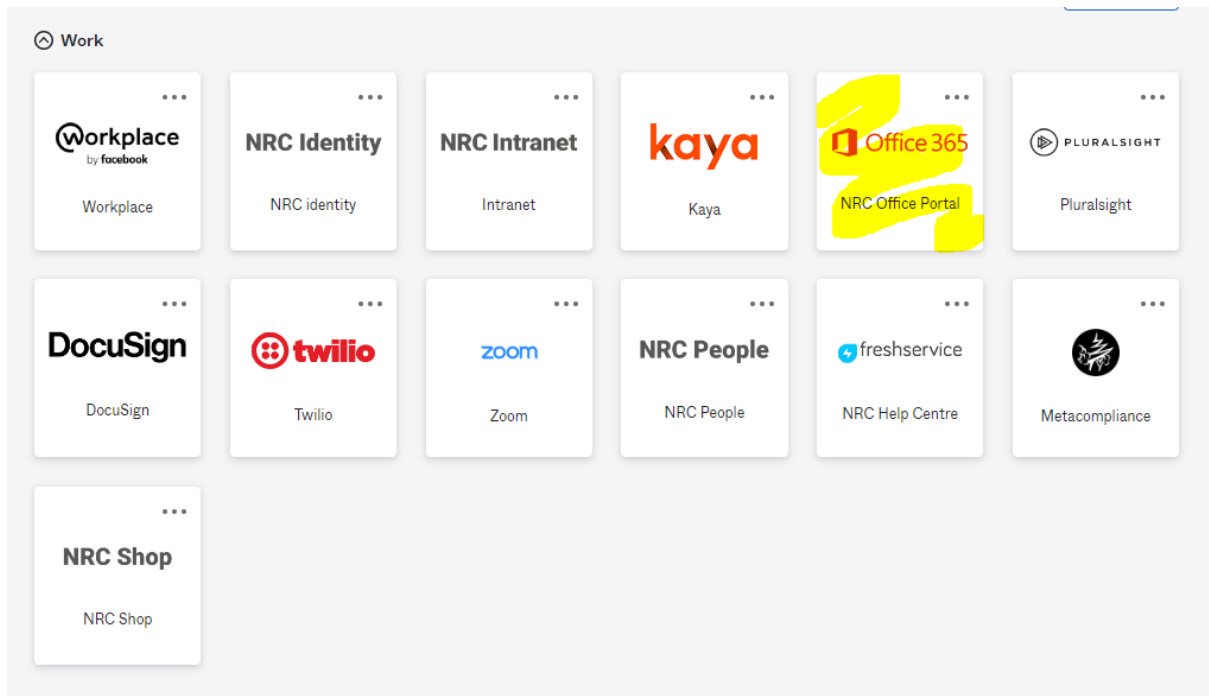 Work
workplace
by facebook
Workplace
NRC Identity
NRC identity
NRC Intranet
Intranet
kaya
Kaya
Office 365
NRC Office Portal
PLURALSIGHT
Pluralsight
DocuSign
DocuSign
twilio
Twilio
zoom
Zoom
NRC People
NRC People
freshservice
NRC Help Centre
Metacompliance
NRC Shop
NRC Shop